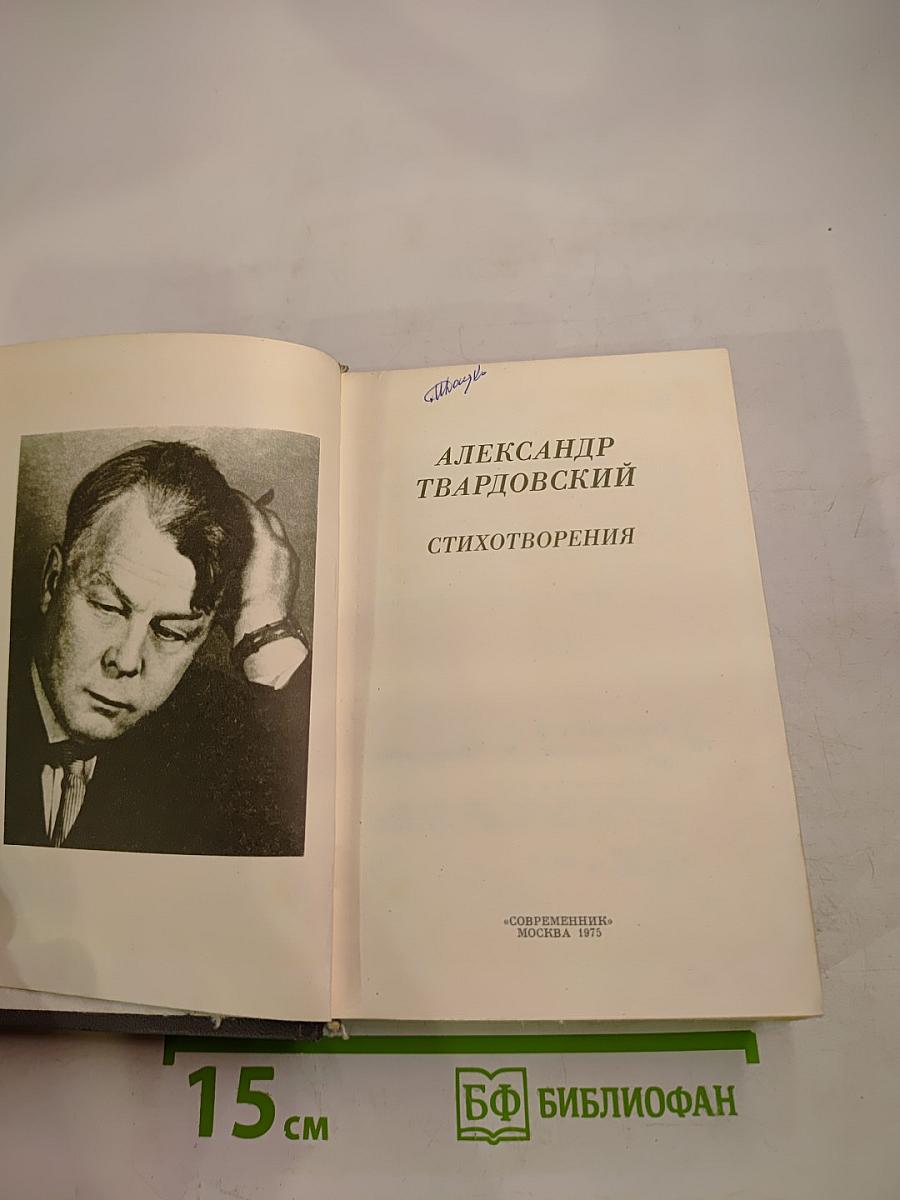 АЛЕКСАНДР
ТВАРДОВСКИЙ
СТИХОТВОРЕНИЯ
«СОВРЕМЕННИК»
МОСКВА 1975
15 см
БФ БИБЛИОФАН